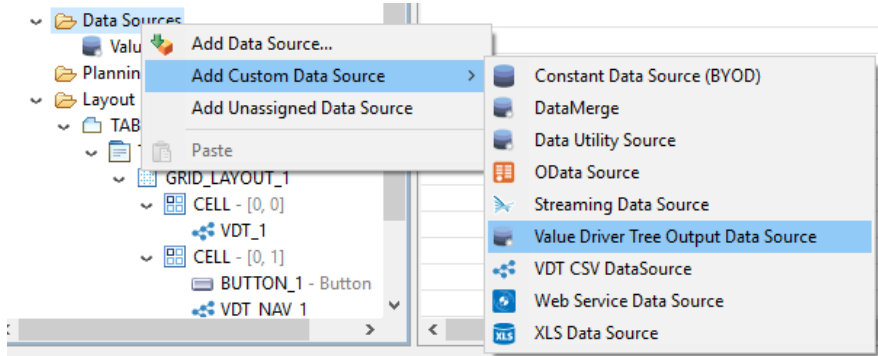 Data Sources
Valu
Plannin
Layout
TAB
GRID_LAYOUT_1
CELL - [0, 0]
VDT_1
CELL - [0, 1]
BUTTON_1 - Button
VDT_NAV_1
Add Data Source...
Add Custom Data Source
Add Unassigned Data Source
Paste
Constant Data Source (BYOD)
DataMerge
Data Utility Source
OData Source
Streaming Data Source
Value Driver Tree Output Data Source
VDT CSV DataSource
Web Service Data Source
XLS Data Source
XLS